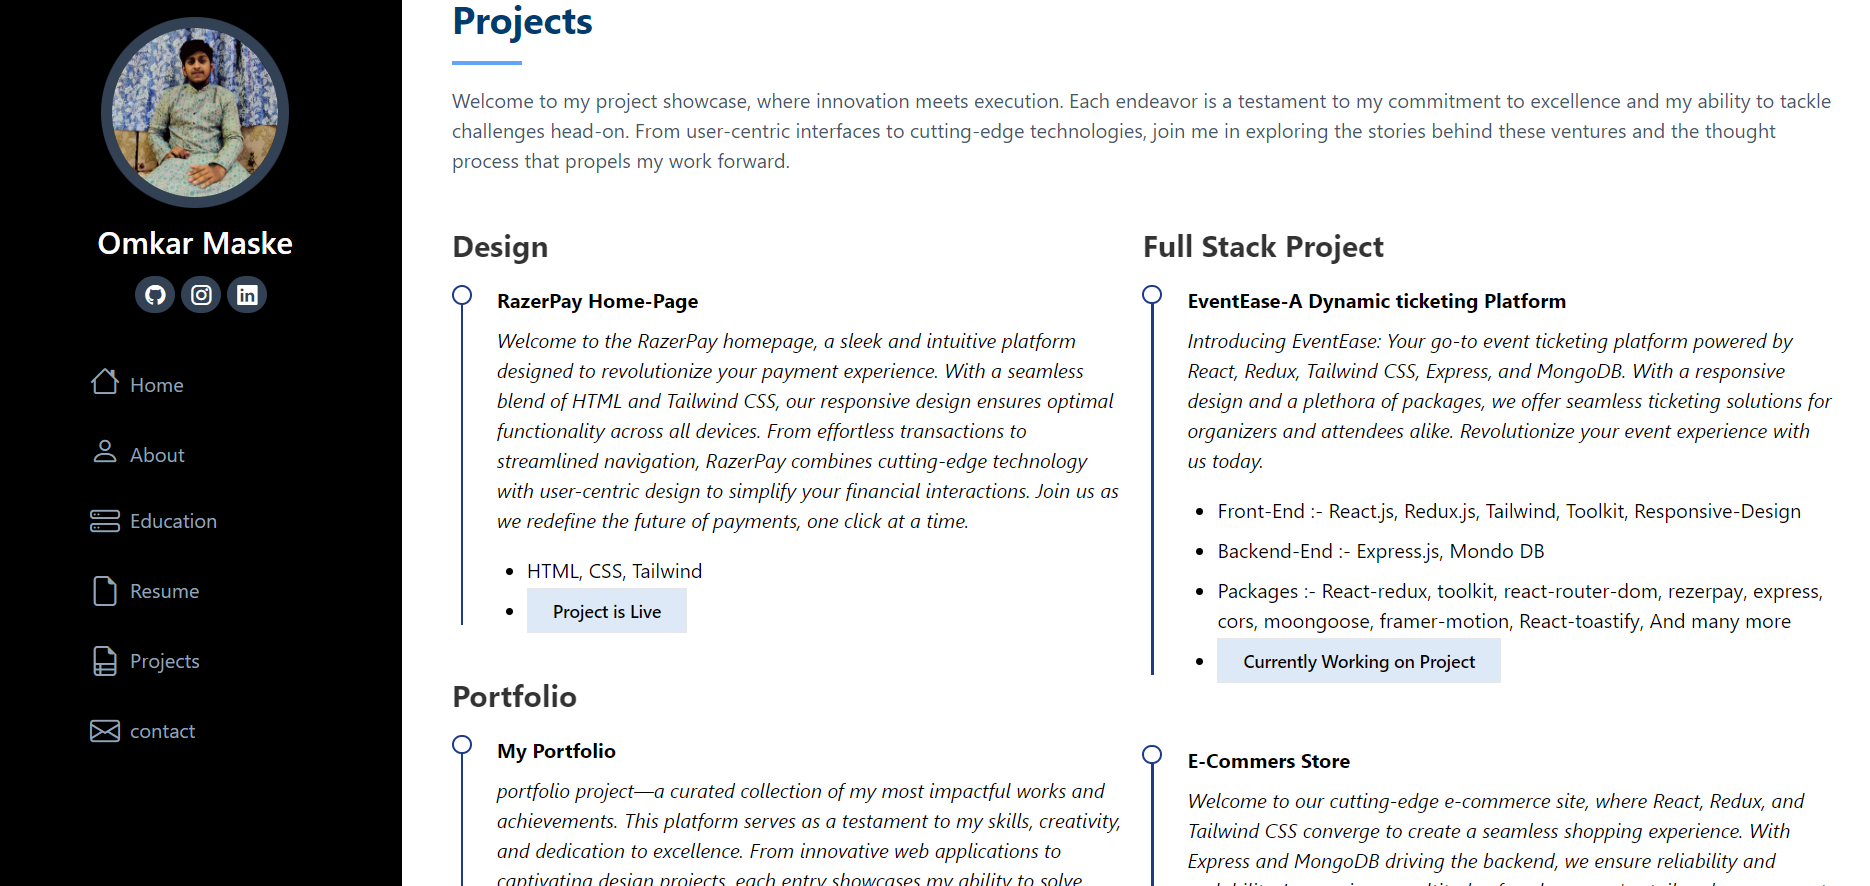 Omkar Maske
Home
About
Education
Resume
Projects
contact
Projects
Welcome to my project showcase, where innovation meets execution. Each endeavor is a testament to my commitment to excellence and my ability to tackle
challenges head-on. From user-centric interfaces to cutting-edge technologies, join me in exploring the stories behind these ventures and the thought
process that propels my work forward.
Design
RazerPay Home-Page
Welcome to the RazerPay homepage, a sleek and intuitive platform
designed to revolutionize your payment experience. With a seamless
blend of HTML and Tailwind CSS, our responsive design ensures optimal
functionality across all devices. From effortless transactions to
streamlined navigation, RazerPay combines cutting-edge technology
with user-centric design to simplify your financial interactions. Join us as
we redefine the future of payments, one click at a time.
HTML, CSS, Tailwind
Project is Live
Portfolio
My Portfolio
portfolio project—a curated collection of my most impactful works and
achievements. This platform serves as a testament to my skills, creativity,
and dedication to excellence. From innovative web applications to
captivating design projects, each entry showcases my ability to solve
Full Stack Project
EventEase-A Dynamic ticketing Platform
Introducing EventEase: Your go-to event ticketing platform powered by
React, Redux, Tailwind CSS, Express, and MongoDB. With a responsive
design and a plethora of packages, we offer seamless ticketing solutions for
organizers and attendees alike. Revolutionize your event experience with
us today.
Front-End :- React.js, Redux.js, Tailwind, Toolkit, Responsive-Design
Backend-End :- Express.js, Mondo DB
Packages :- React-redux, toolkit, react-router-dom, rezerpay, express,
cors, moongoose, framer-motion, React-toastify, And many more
Currently Working on Project
E-Commers Store
Welcome to our cutting-edge e-commerce site, where React, Redux, and
Tailwind CSS converge to create a seamless shopping experience. With
Express and MongoDB driving the backend, we ensure reliability and